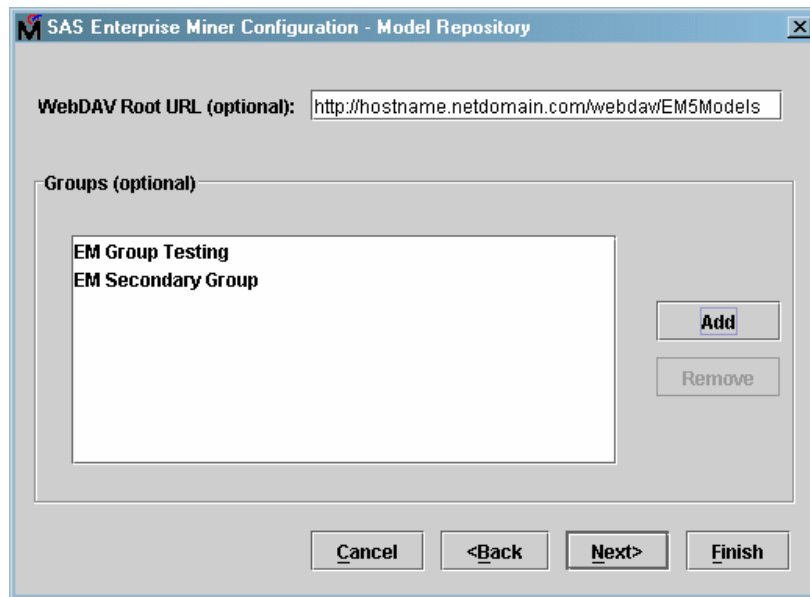 SAS Enterprise Miner Configuration - Model Repository
WebDAV Root URL (optional): http://hostname.netdomain.com/webdav/EM5Models
Groups (optional)
EM Group Testing
EM Secondary Group
Add
Remove
Cancel <Back Next> Finish